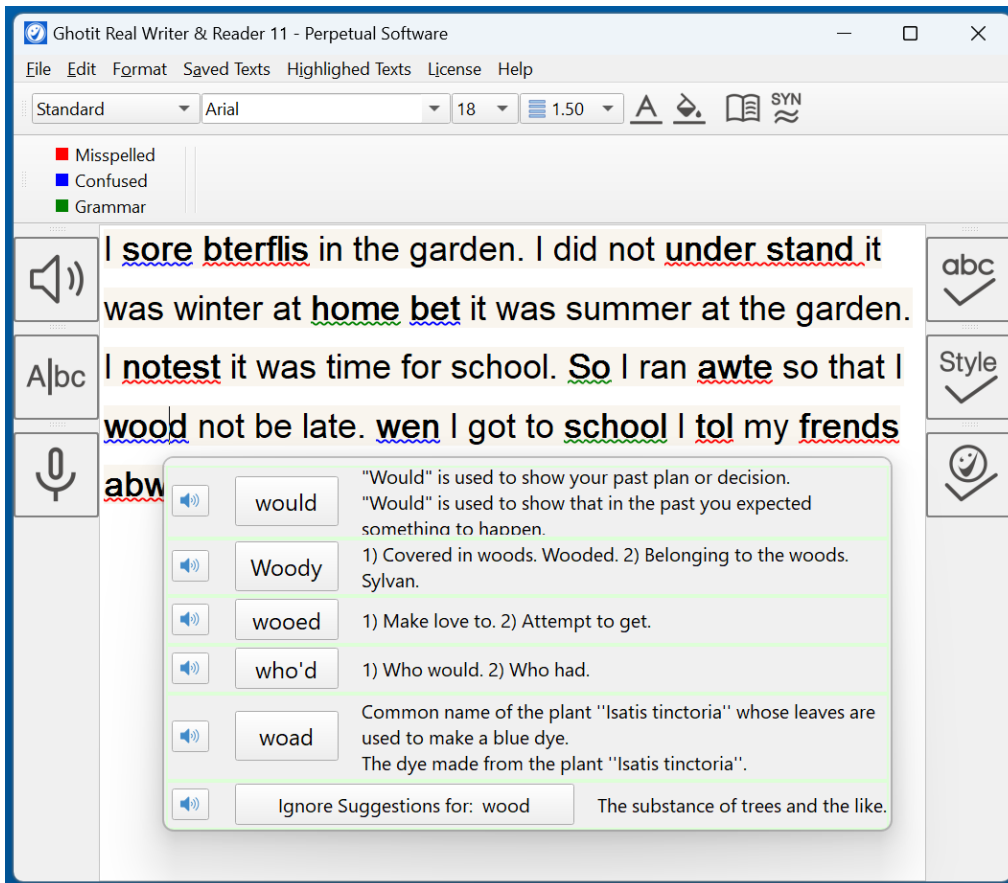 Ghotit Real Writer & Reader 11 - Perpetual Software
File Edit Format Saved Texts Highlighed Texts License Help
Standard Arial 18 1.50 A SYN
Misspelled
Confused
Grammar
I sore bterflis in the garden. I did not under stand it
was winter at home bet it was summer at the garden.
I notest it was time for school. So I ran awte so that I
wood not be late. wen I got to school I tol my frends
abw
A|bc
abc
Style
would
"Would" is used to show your past plan or decision.
"Would" is used to show that in the past you expected
something to happen.
Woody
1) Covered in woods. Wooded. 2) Belonging to the woods.
Sylvan.
wooed 1) Make love to. 2) Attempt to get.
who'd 1) Who would. 2) Who had.
woad
Common name of the plant ''Isatis tinctoria'' whose leaves are
used to make a blue dye.
The dye made from the plant ''Isatis tinctoria''.
Ignore Suggestions for: wood The substance of trees and the like.